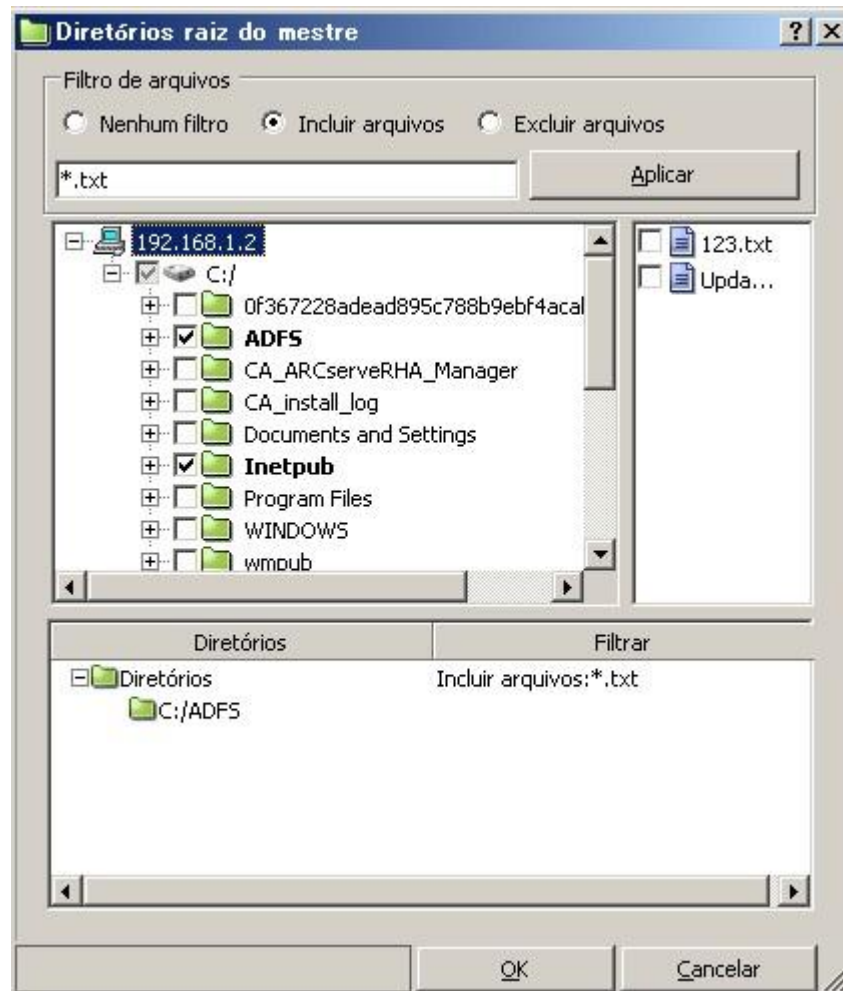 Diretórios raiz do mestre
Filtro de arquivos
Nenhum filtro Incluir arquivos Excluir arquivos
*.txt Aplicar
192.168.1.2
C:/
0f367228adead895c788b9ebf4acal
ADFS
CA_ARCserveRHA_Manager
CA_install_log
Documents and Settings
Inetpub
Program Files
WINDOWS
wmpub
123.txt
Upda...
Diretórios Filtrar
Diretórios Incluir arquivos:*.txt
C:/ADFS
OK Cancelar